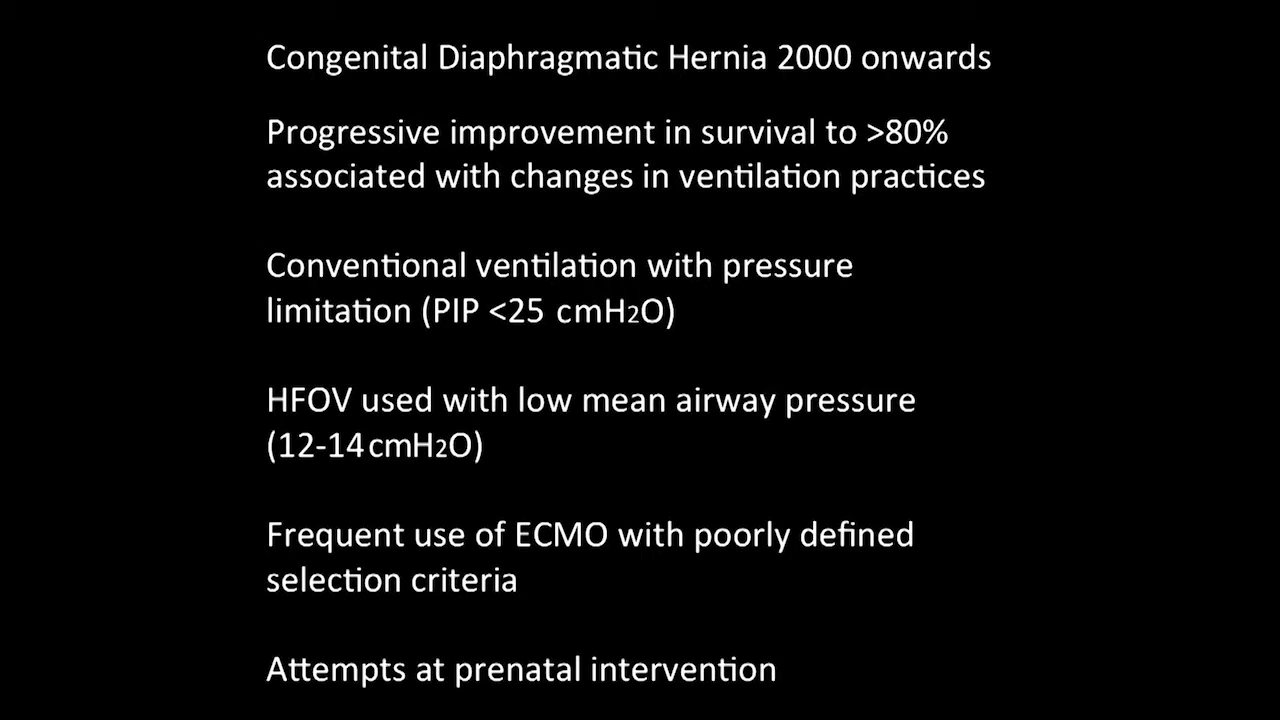 Congenital Diaphragmatic Hernia 2000 onwards
Progressive improvement in survival to >80%
associated with changes in ventilation practices
Conventional ventilation with pressure
limitation (PIP <25 cmH2O)
HFOV used with low mean airway pressure
(12-14cmH2O)
Frequent use of ECMO with poorly defined
selection criteria
Attempts at prenatal intervention